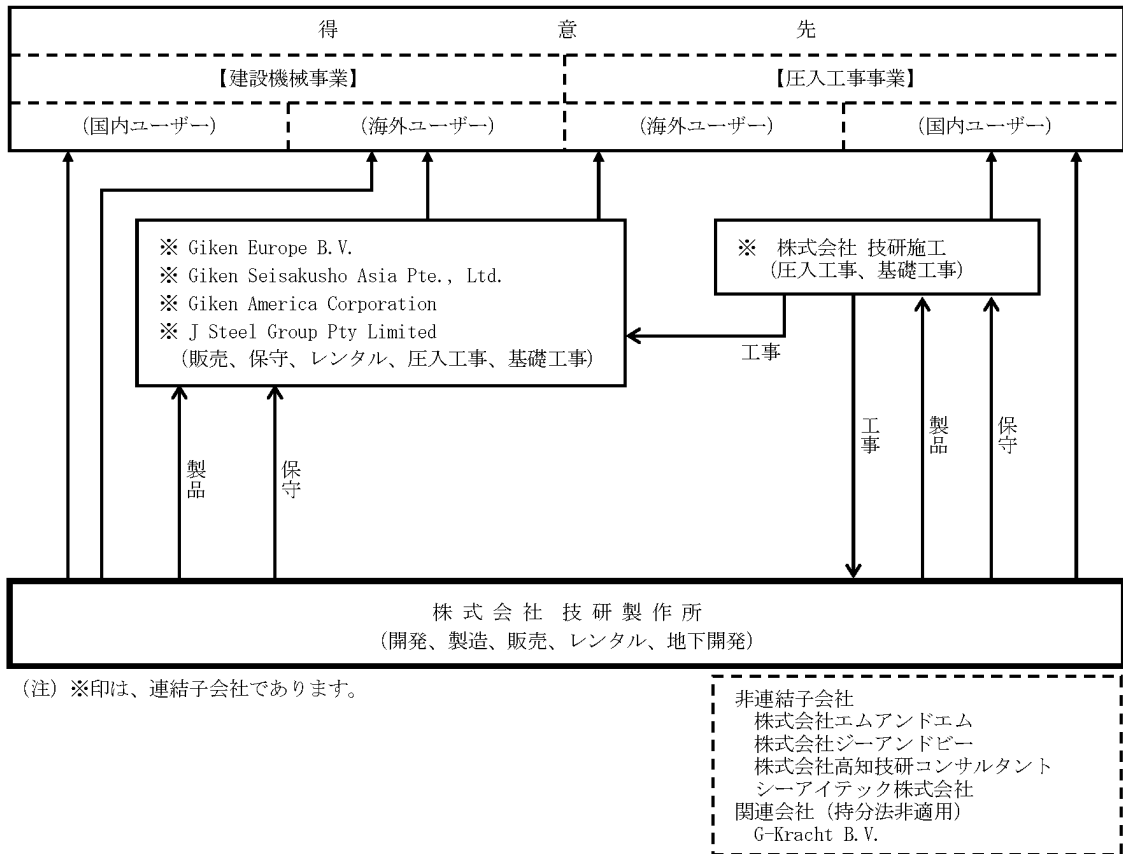 得意先
【建設機械事業】
【圧入工事事業】
(国内ユーザー)
(海外ユーザー)
(海外ユーザー)
(国内ユーザー)
※ Giken Europe B.V.
※ Giken Seisakusho Asia Pte., Ltd.
※ Giken America Corporation
※ J Steel Group Pty Limited
(販売、保守、レンタル、圧入工事、基礎工事)
※ 株式会社 技研施工
(圧入工事、基礎工事)
工事
製品
保守
工事
製品
保守
株式会社 技研製作所
(開発、製造、販売、レンタル、地下開発)
(注) ※印は、連結子会社であります。
非連結子会社
株式会社エムアンドエム
株式会社ジーアンドビー
株式会社高知技研コンサルタント
シーアイテック株式会社
関連会社 (持分法非適用)
G-Kracht B.V.